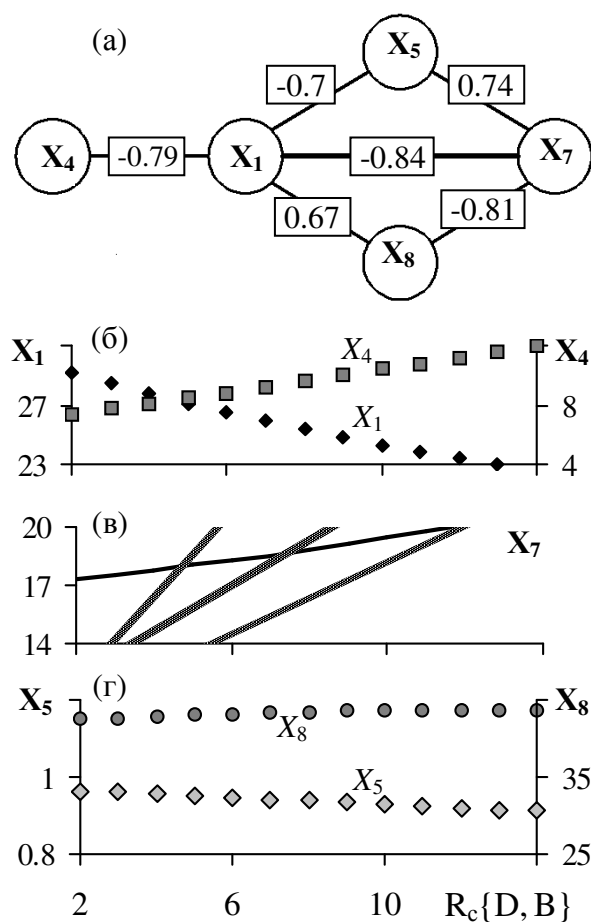 (а)
X₅
-0.7
0.74
X₄
-0.79
X₁
-0.84
X₇
0.67
-0.81
X₈
X₁
(б)
X₄
X₄
27
8
X₁
23
4
20
(в)
X₇
17
14
X₅
(г)
X₈
X₈
1
35
X₅
0.8
25
2
6
10
R_c{D, B}